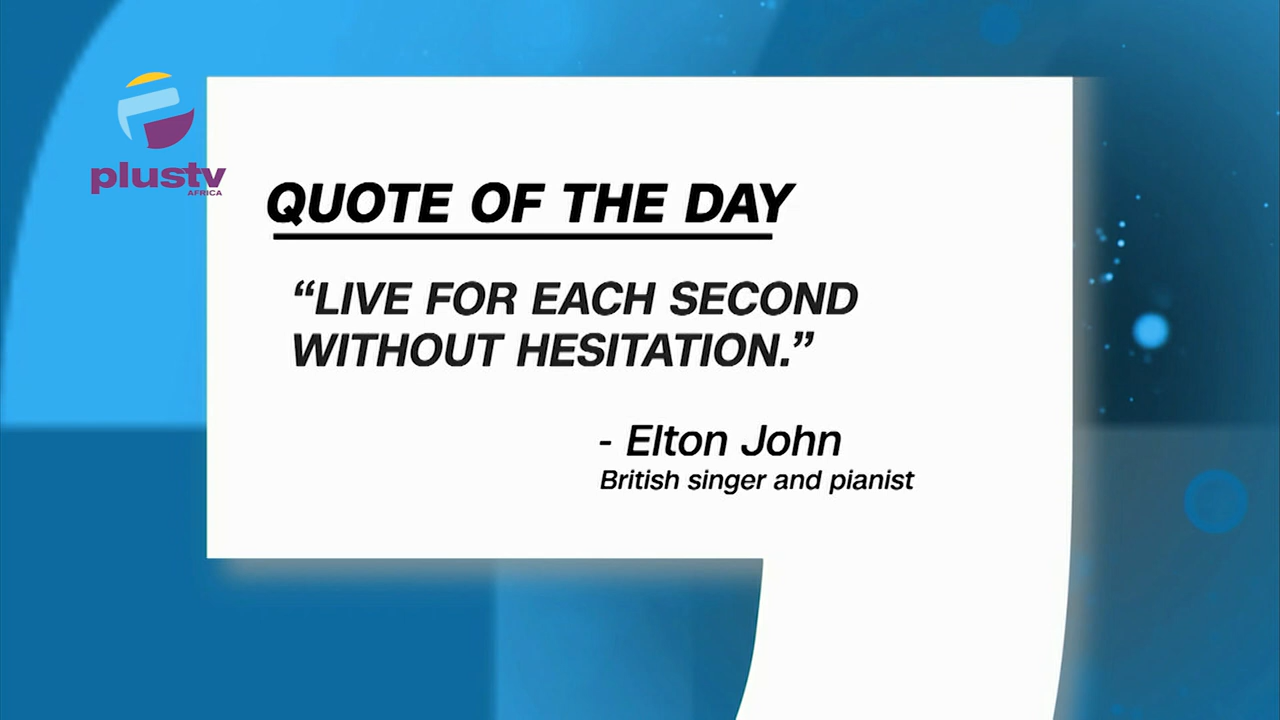 plustv
AFRICA
QUOTE OF THE DAY
“LIVE FOR EACH SECOND
WITHOUT HESITATION.”
- Elton John
British singer and pianist